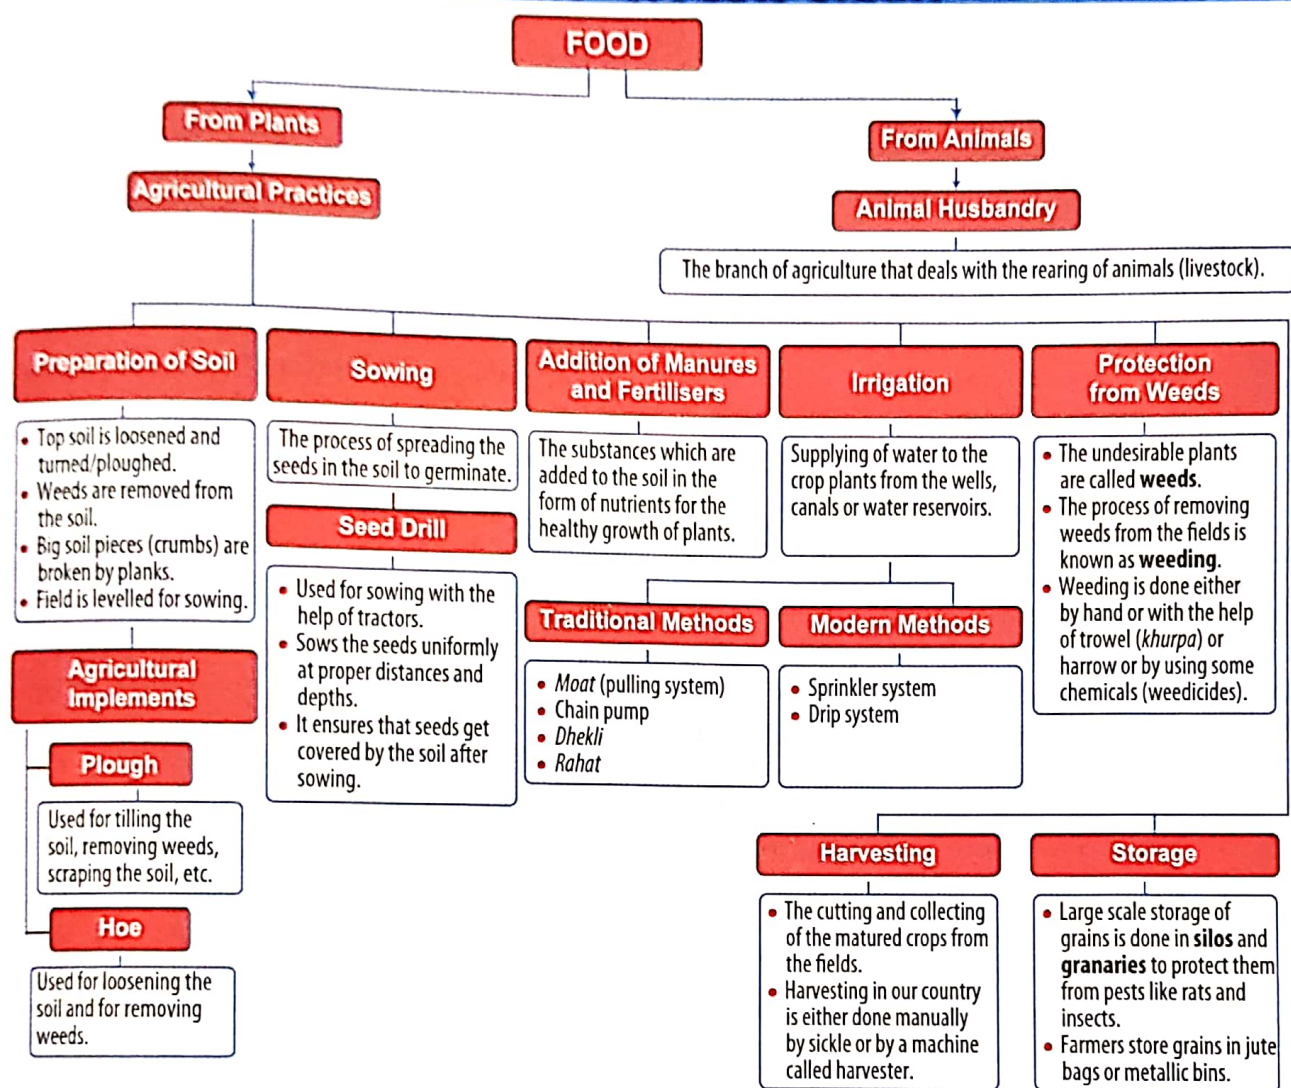 FOOD
From Plants
From Animals
Agricultural Practices
Animal Husbandry
The branch of agriculture that deals with the rearing of animals (livestock).
Preparation of Soil
• Top soil is loosened and
turned/ploughed.
• Weeds are removed from
the soil.
• Big soil pieces (crumbs) are
broken by planks.
• Field is levelled for sowing.
Agricultural
Implements
Plough
Used for tilling the
soil, removing weeds,
scraping the soil, etc.
Hoe
Used for loosening the
soil and for removing
weeds.
Sowing
The process of spreading the
seeds in the soil to germinate.
Seed Drill
• Used for sowing with the
help of tractors.
• Sows the seeds uniformly
at proper distances and
depths.
• It ensures that seeds get
covered by the soil after
sowing.
Addition of Manures
and Fertilisers
The substances which are
added to the soil in the
form of nutrients for the
healthy growth of plants.
Irrigation
Supplying of water to the
crop plants from the wells,
canals or water reservoirs.
Traditional Methods
• Moat (pulling system)
• Chain pump
• Dhekli
• Rahat
Modern Methods
• Sprinkler system
• Drip system
Protection
from Weeds
• The undesirable plants
are called weeds.
• The process of removing
weeds from the fields is
known as weeding.
• Weeding is done either
by hand or with the help
of trowel (khurpa) or
harrow or by using some
chemicals (weedicides).
Harvesting
• The cutting and collecting
of the matured crops from
the fields.
• Harvesting in our country
is either done manually
by sickle or by a machine
called harvester.
Storage
• Large scale storage of
grains is done in silos and
granaries to protect them
from pests like rats and
insects.
• Farmers store grains in jute
bags or metallic bins.